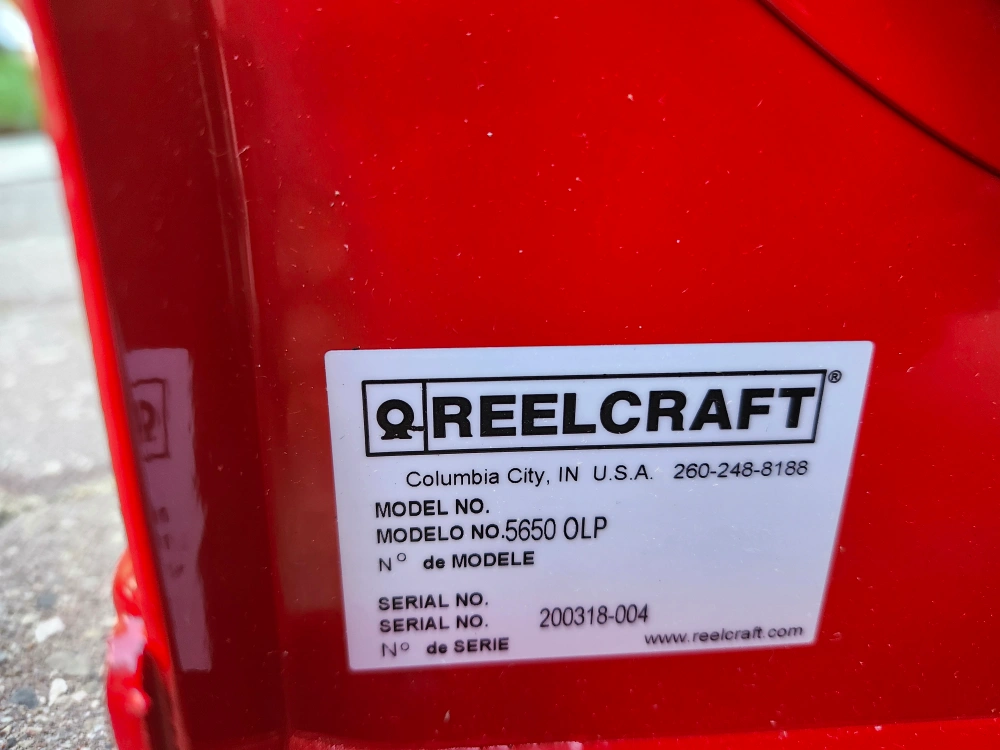 REELCRAFT®
Columbia City, IN U.S.A. 260-248-8188
MODEL NO.
MODELO NO.5650 OLP
N° de MODELE
SERIAL NO.
SERIAL NO. 200318-004
N° de SERIE www.reelcraft.com